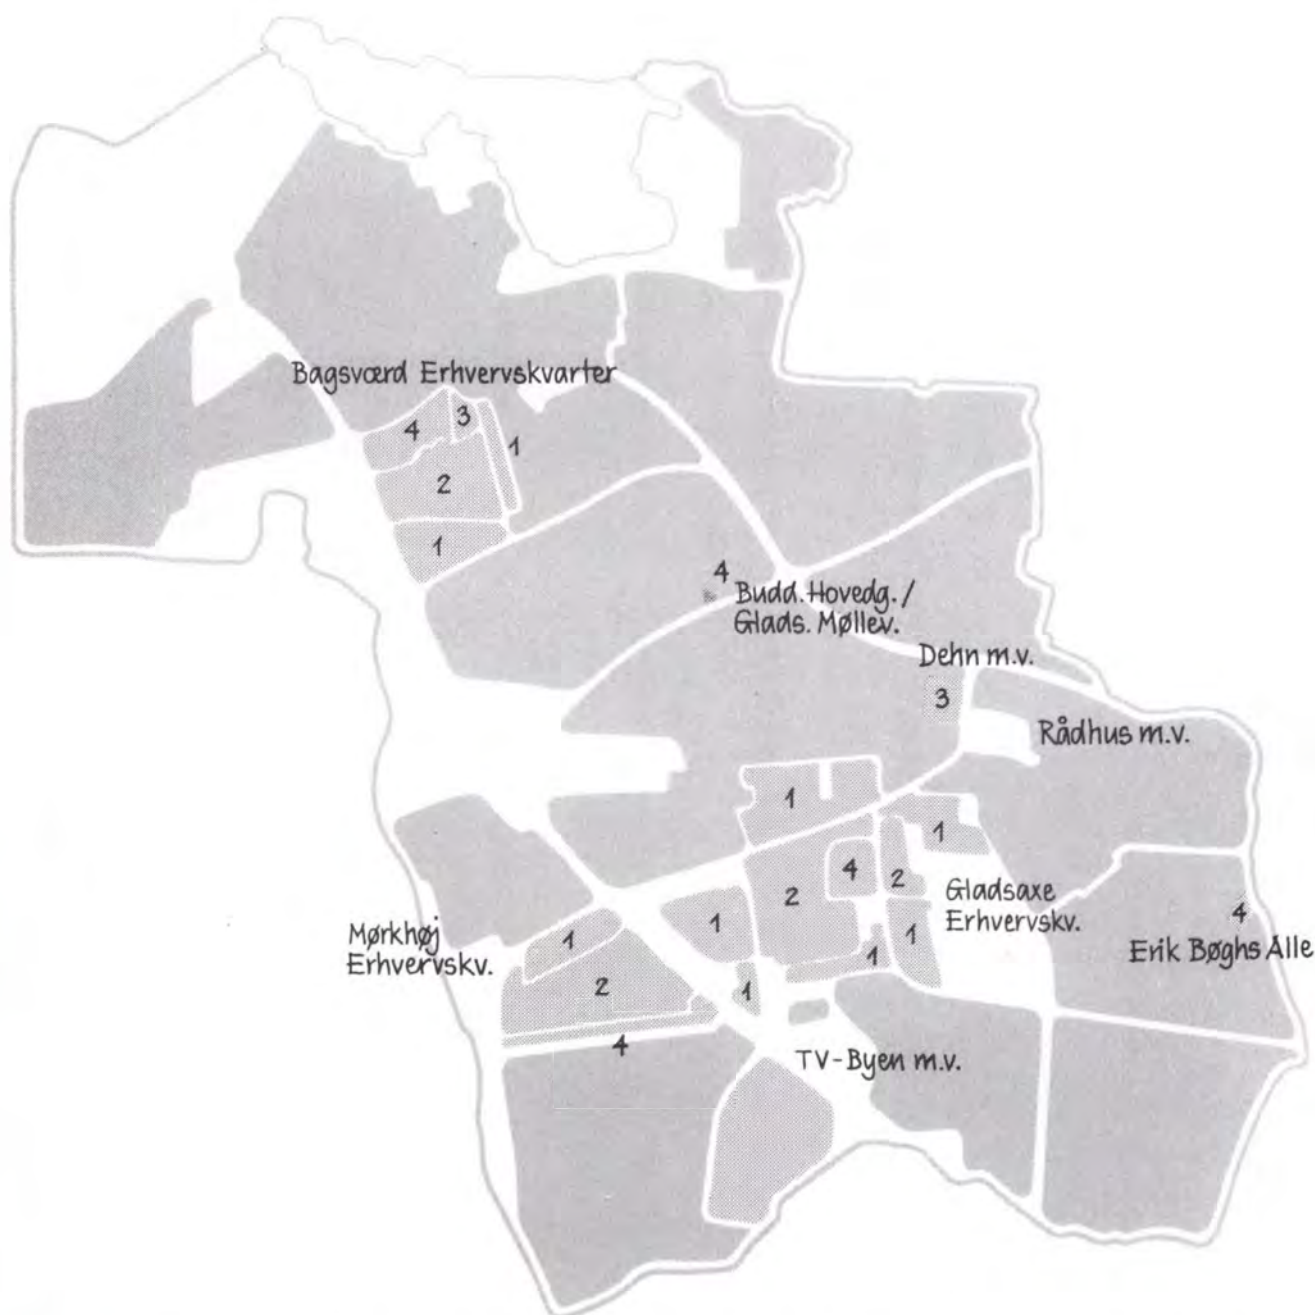 Bagsværd Erhvervskvarter
4
3
1
2
1
4
Budd. Hovedg./
Glads. Møllev.
Dehn m.v.
3
Rådhus m.v.
1
1
4
2
2
Gladsaxe
Erhvervskv.
1
1
1
4
Erik Bøghs Alle
Mørkhøj
Erhvervskv.
1
2
1
4
TV-Byen m.v.